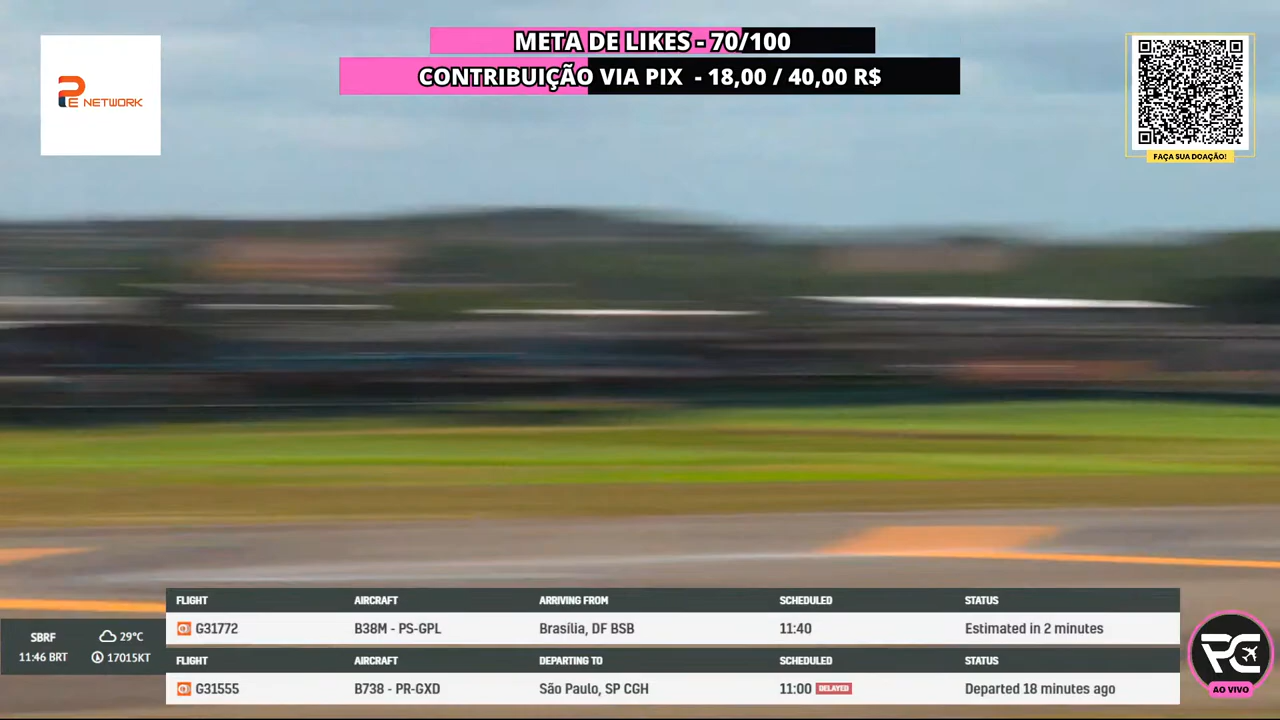 META DE LIKES - 70/100
CONTRIBUIÇÃO VIA PIX - 18,00 / 40,00 R$
PE NETWORK
FAÇA SUA DOAÇÃO!
FLIGHT AIRCRAFT ARRIVING FROM SCHEDULED STATUS
G31772 B38M - PS-GPL Brasília, DF BSB 11:40 Estimated in 2 minutes
FLIGHT AIRCRAFT DEPARTING TO SCHEDULED STATUS
G31555 B738 - PR-GXD São Paulo, SP CGH 11:00 DELAYED Departed 18 minutes ago
SBRF 29°C
11:46 BRT 17015KT
PC
AO VIVO